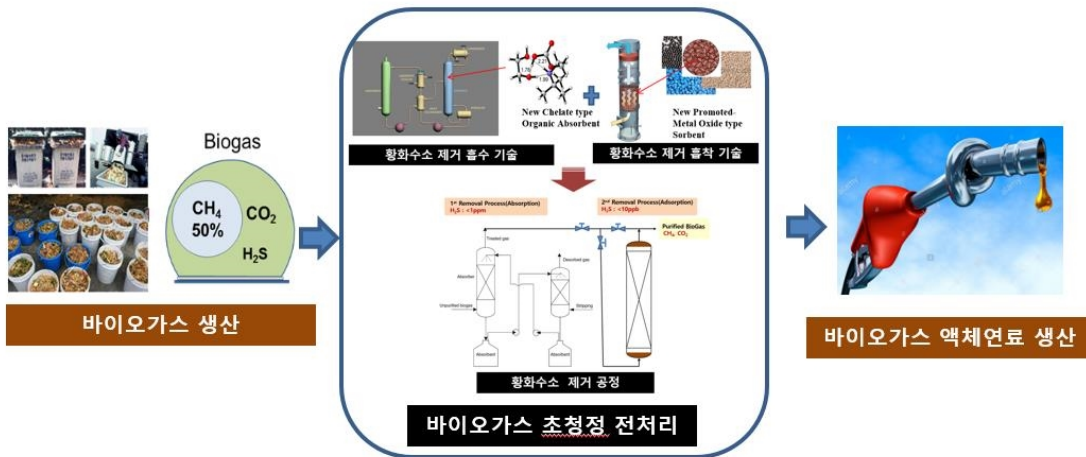 Biogas
CH4
50%
CO2
H2S
바이오가스 생산
New Chelate type
Organic Absorbent
New Promoted-
Metal Oxide type
Sorbent
황화수소 제거 흡수 기술
황화수소 제거 흡착 기술
1st Removal Process(Absorption)
H2S : <1ppm
2nd Removal Process(Adsorption)
H2S : <10ppb
Purified BioGas
CH4, CO2
Treated gas
Desorbed gas
Absorber
Unpurified biogas
Stripping
Absorbent
Absorbent
황화수소 제거 공정
바이오가스 초청정 전처리
바이오가스 액체연료 생산